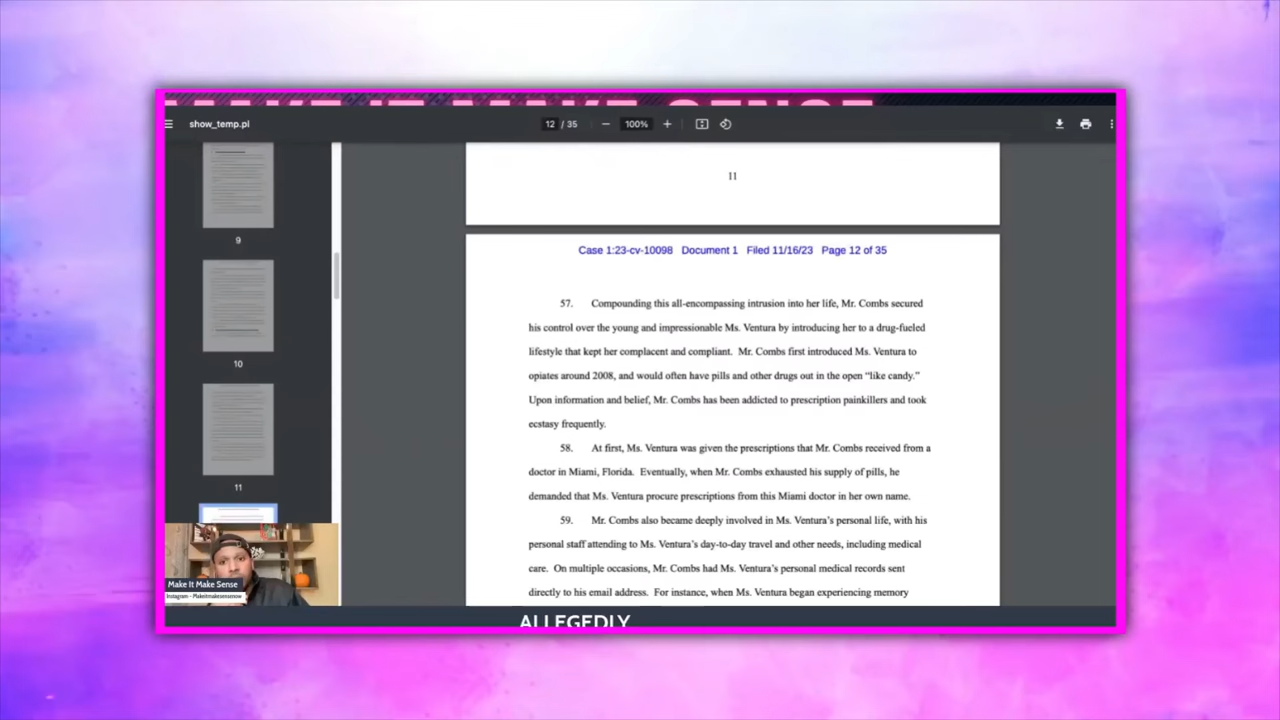 MAKE IT MAKE SENSE
show_temp.pl
12 / 35
100%
9
10
11
11
Case 1:23-cv-10098 Document 1 Filed 11/16/23 Page 12 of 35
57. Compounding this all-encompassing intrusion into her life, Mr. Combs secured
his control over the young and impressionable Ms. Ventura by introducing her to a drug-fueled
lifestyle that kept her complacent and compliant. Mr. Combs first introduced Ms. Ventura to
opiates around 2008, and would often have pills and other drugs out in the open “like candy.”
Upon information and belief, Mr. Combs has been addicted to prescription painkillers and took
ecstasy frequently.
58. At first, Ms. Ventura was given the prescriptions that Mr. Combs received from a
doctor in Miami, Florida. Eventually, when Mr. Combs exhausted his supply of pills, he
demanded that Ms. Ventura procure prescriptions from this Miami doctor in her own name.
59. Mr. Combs also became deeply involved in Ms. Ventura’s personal life, with his
personal staff attending to Ms. Ventura’s day-to-day travel and other needs, including medical
care. On multiple occasions, Mr. Combs had Ms. Ventura’s personal medical records sent
directly to his email address. For instance, when Ms. Ventura began experiencing memory
Make It Make Sense
Instagram - Makeitmakesensenow
ALLEGEDLY